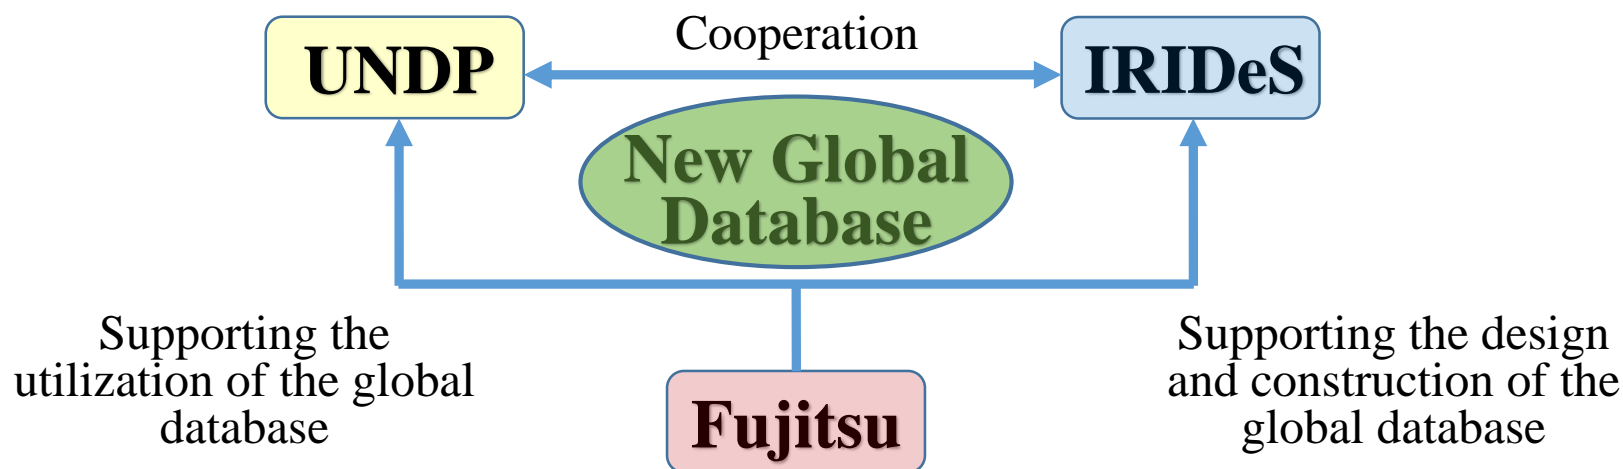 Cooperation
UNDP
IRIDeS
New Global
Database
Supporting the
utilization of the global
database
Supporting the design
and construction of the
global database
Fujitsu